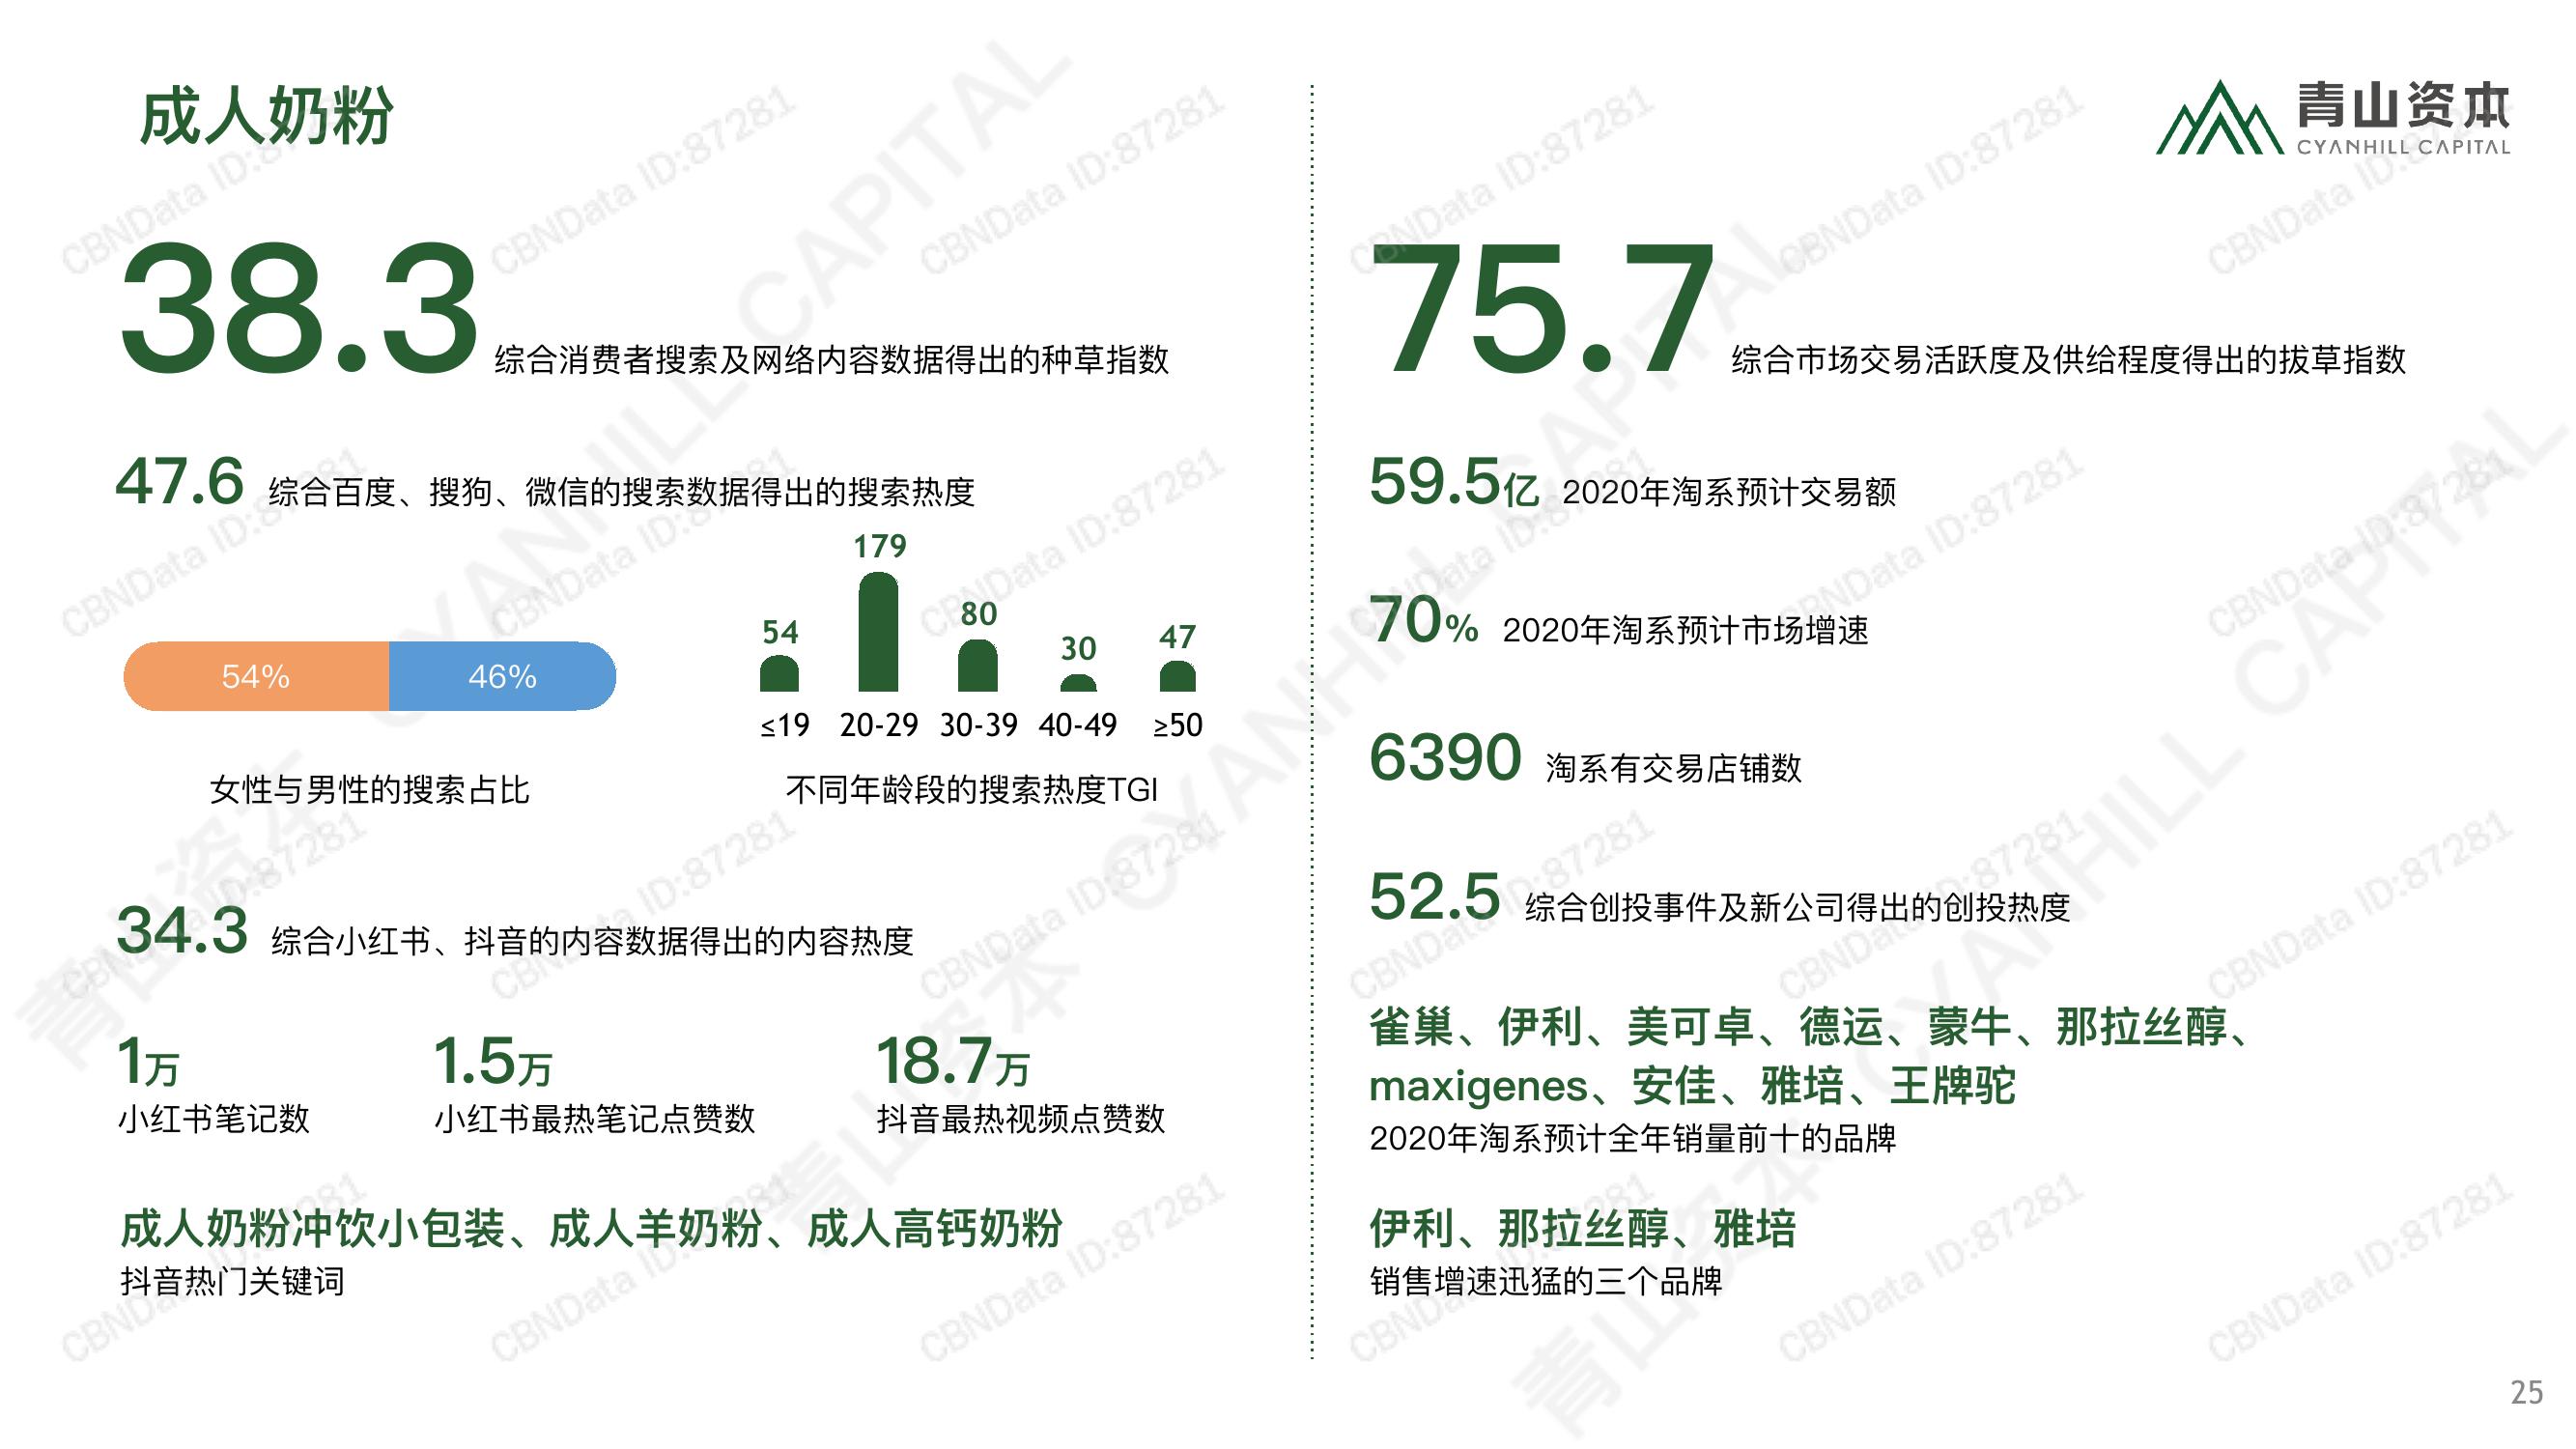 成人奶粉
青山资本
CYANHILL CAPITAL
38.3 综合消费者搜索及网络内容数据得出的种草指数
47.6 综合百度、搜狗、微信的搜索数据得出的搜索热度
54% 46%
女性与男性的搜索占比
54 179 80 30 47
≤19 20-29 30-39 40-49 ≥50
不同年龄段的搜索热度TGI
34.3 综合小红书、抖音的内容数据得出的内容热度
1万 1.5万 18.7万
小红书笔记数 小红书最热笔记点赞数 抖音最热视频点赞数
成人奶粉冲饮小包装、成人羊奶粉、成人高钙奶粉
抖音热门关键词
75.7 综合市场交易活跃度及供给程度得出的拔草指数
59.5亿 2020年淘系预计交易额
70% 2020年淘系预计市场增速
6390 淘系有交易店铺数
52.5 综合创投事件及新公司得出的创投热度
雀巢、伊利、美可卓、德运、蒙牛、那拉丝醇、
maxigenes、安佳、雅培、王牌驼
2020年淘系预计全年销量前十的品牌
伊利、那拉丝醇、雅培
销售增速迅猛的三个品牌
25
CBNData ID:87281
青山资本 CYANHILL CAPITAL